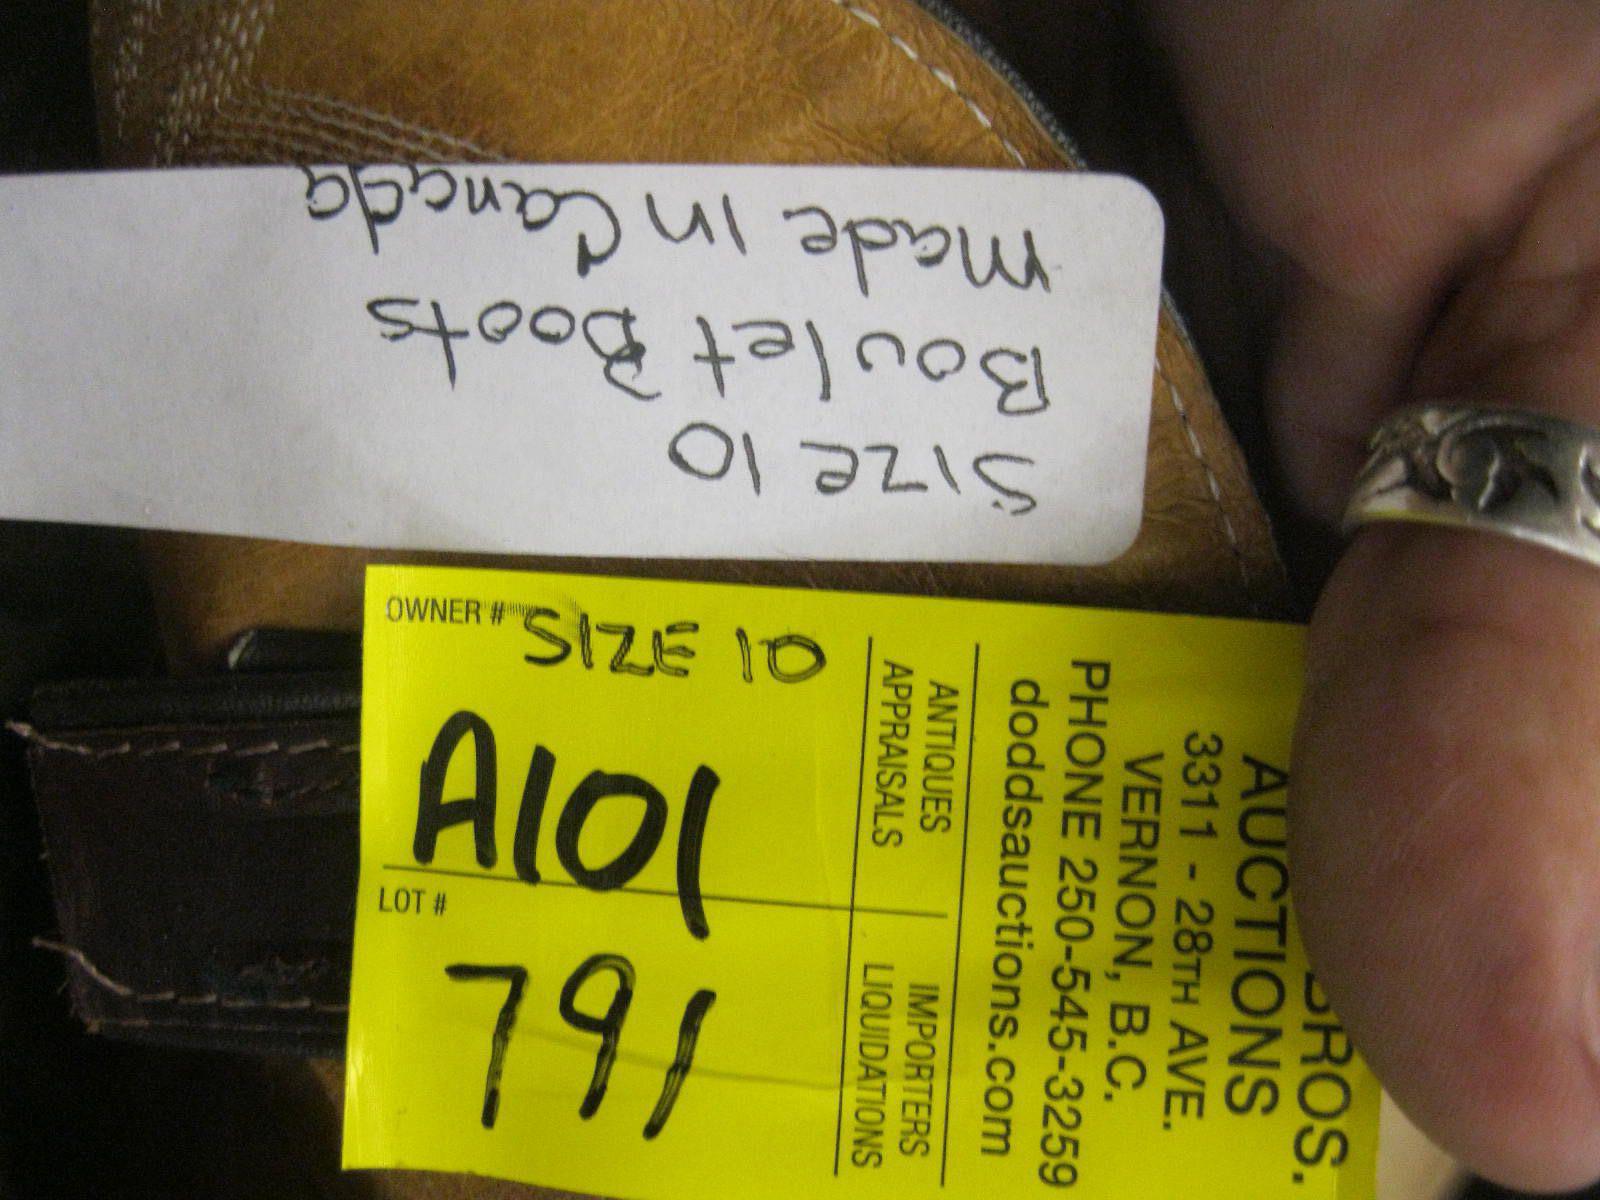 Size 10
Boulet Boots
Made in Canada
OWNER # SIZE 10
A101
LOT #
791
ANTIQUES
APPRAISALS
IMPORTERS
LIQUIDATIONS
BROS.
AUCTIONS
3311 - 28TH AVE.
VERNON, B.C.
PHONE 250-545-3259
doddsauctions.com